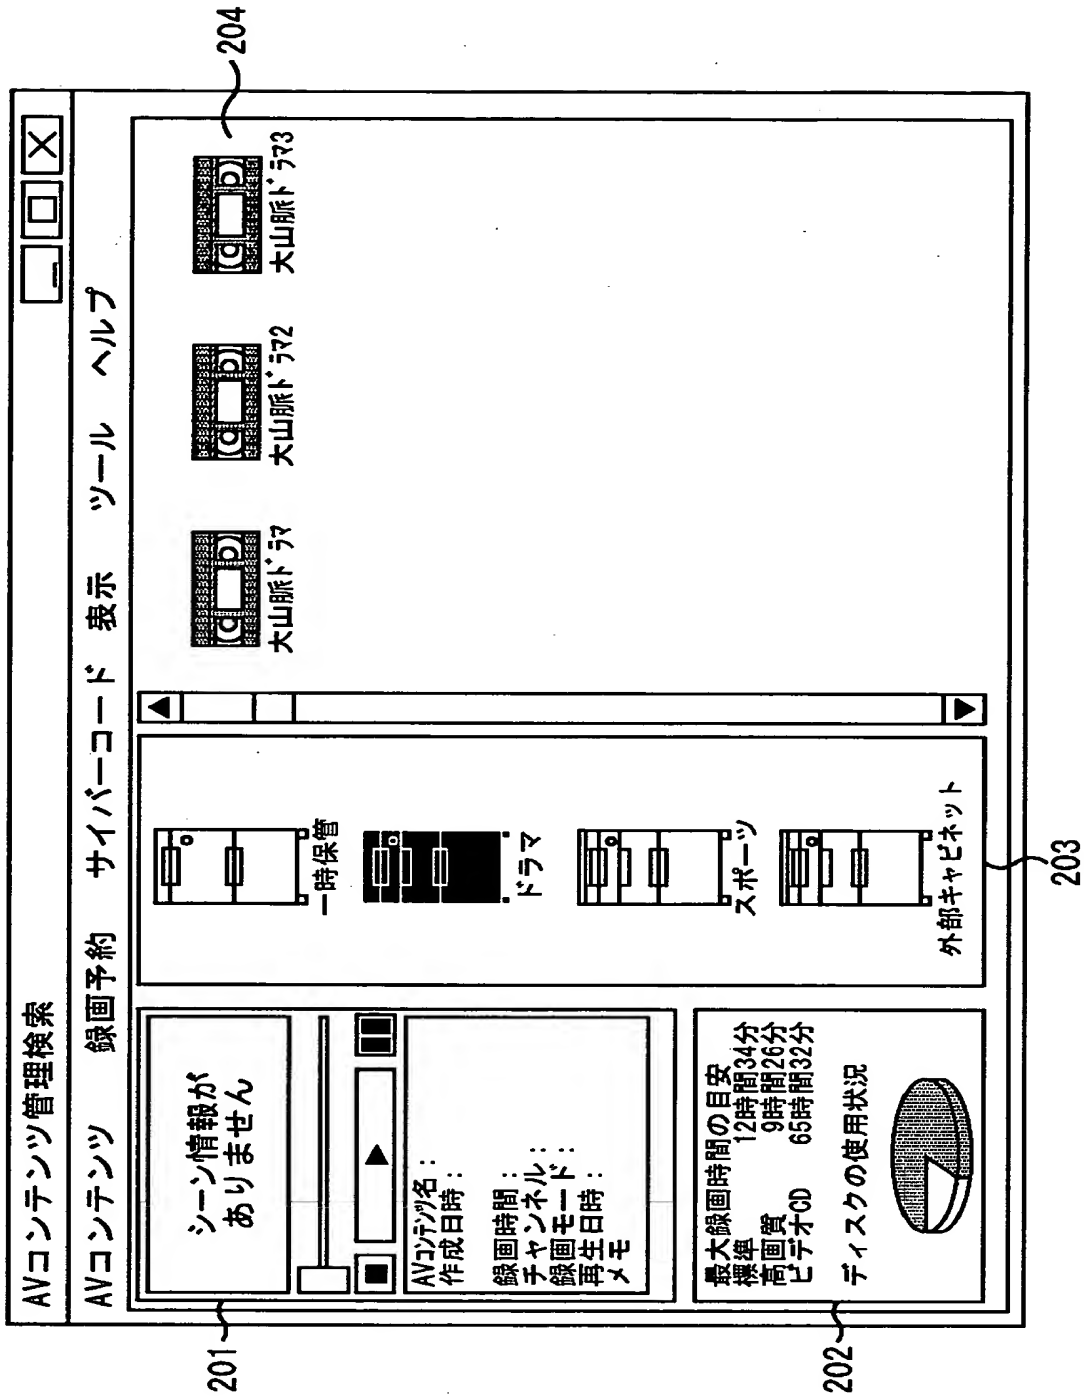 AVコンテンツ管理検索
AVコンテンツ 録画予約 サイバーコード 表示 ツール ヘルプ
201
シーン情報が
ありません
AVコンテンツ名:
作成日時:
録画時間:
チャンネル:
録画モード:
再生日時:
メモ
202
最大録画時間の目安
標準 12時間34分
高画質 9時間26分
ビデオCD 65時間32分
ディスクの使用状況
一時保管
ドラマ
スポーツ
外部キャビネット
203
大山脈ドラマ
大山脈ドラマ2
大山脈ドラマ3
204